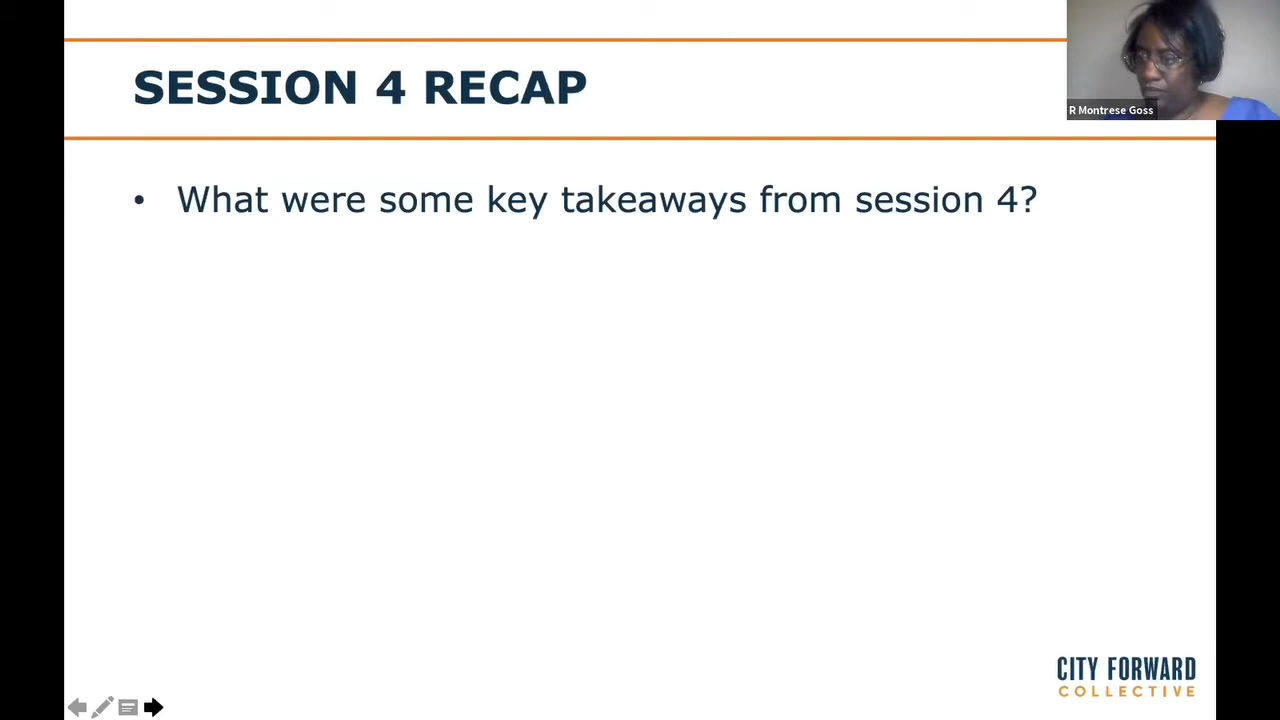 SESSION 4 RECAP
R Montrese Goss
• What were some key takeaways from session 4?
CITY FORWARD
COLLECTIVE